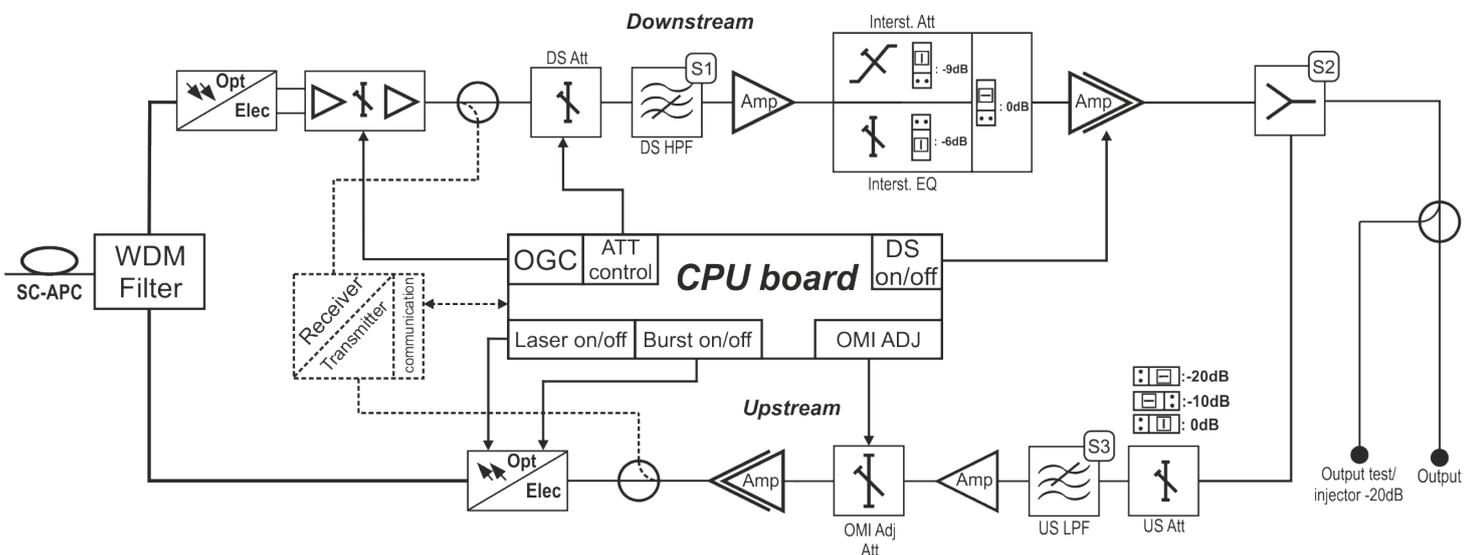 Downstream
Interst. Att
Opt
Elec
DS Att
S1
DS HPF
Amp
: -9dB
: -6dB
: 0dB
Interst. EQ
Amp
S2
SC-APC
WDM
Filter
Receiver
Transmitter
communication
OGC
ATT
control
CPU board
DS
on/off
Laser on/off
Burst on/off
OMI ADJ
Upstream
:-20dB
:-10dB
: 0dB
Opt
Elec
Amp
OMI Adj
Att
Amp
S3
US LPF
US Att
Output test/
injector -20dB
Output